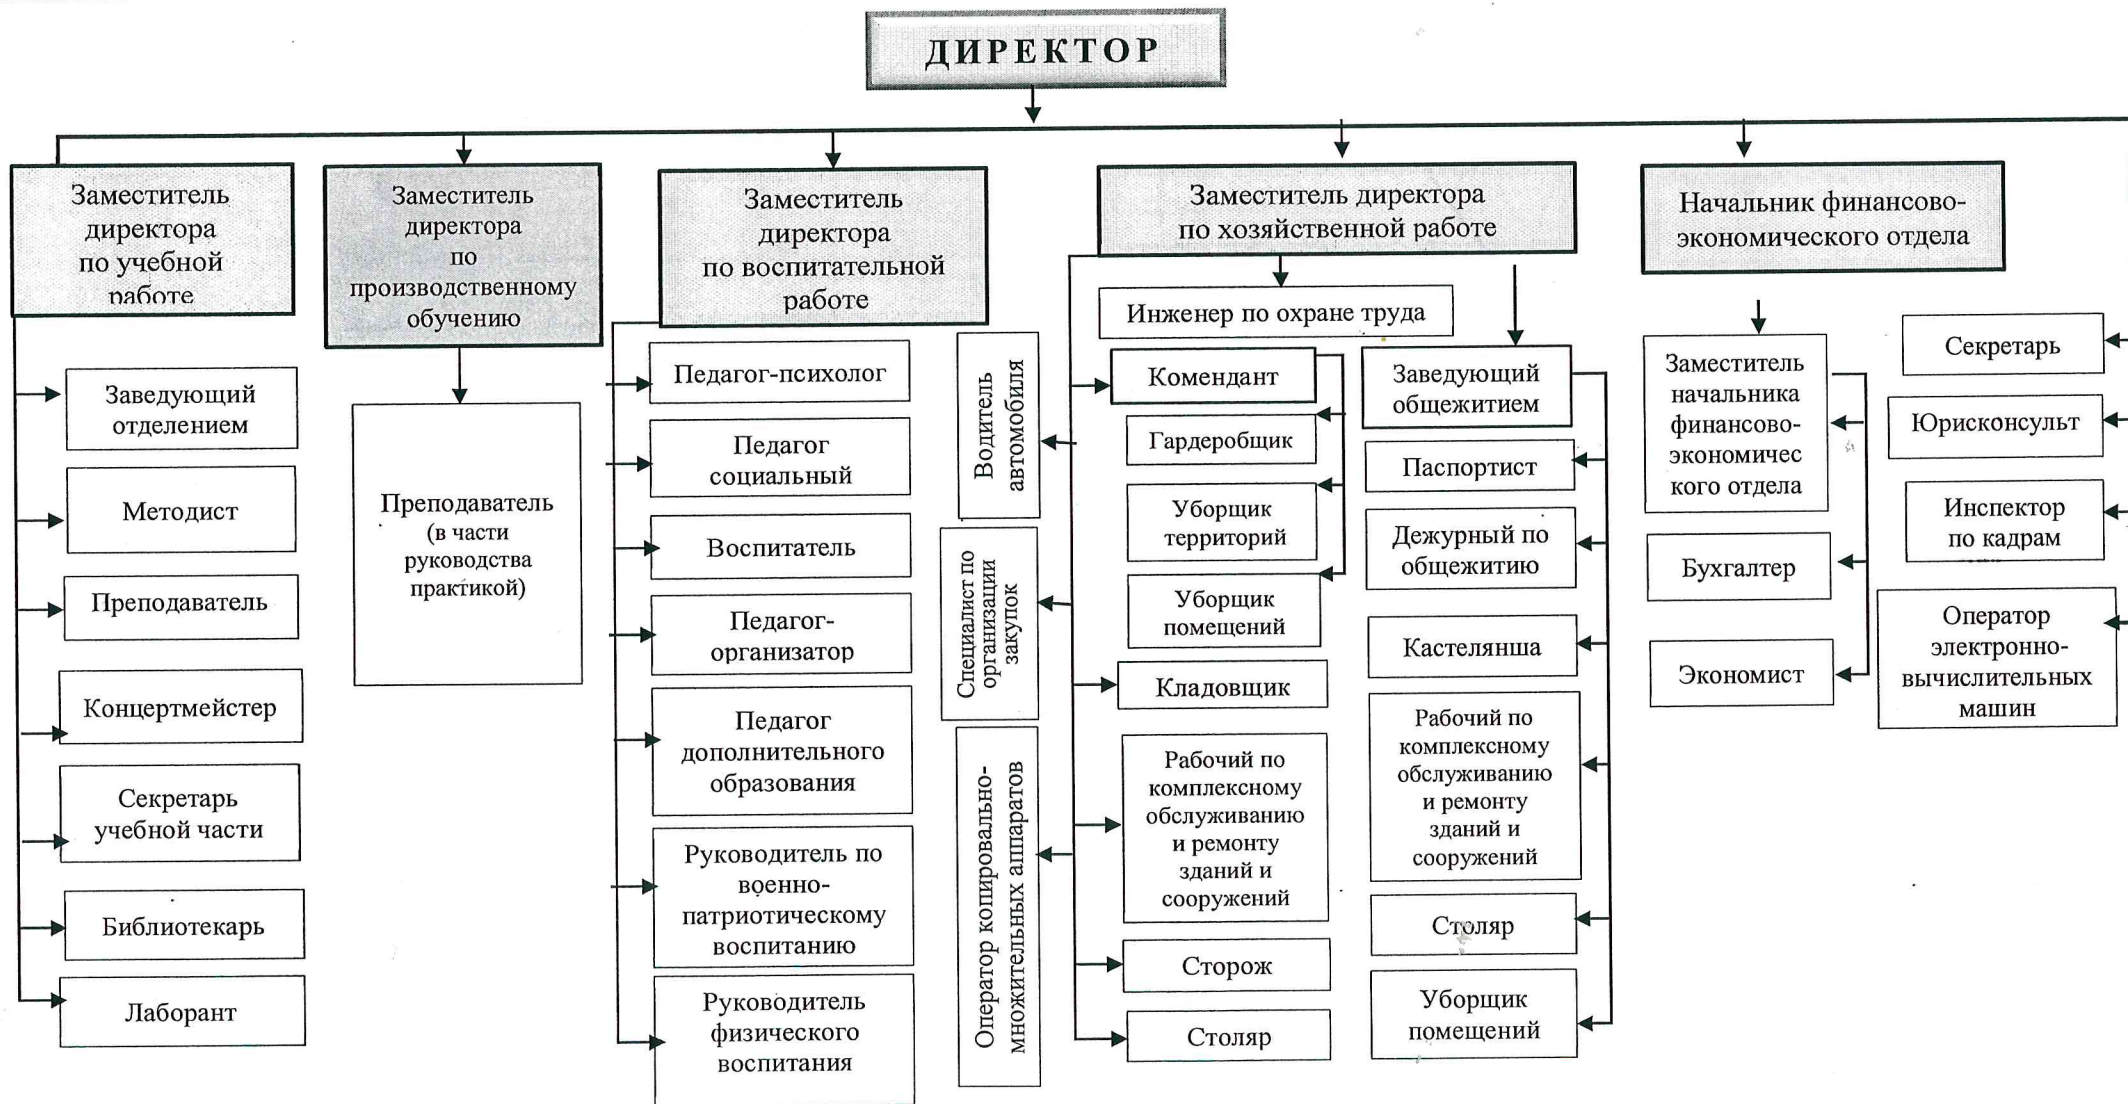 ДИРЕКТОР
Заместитель
директора
по учебной
работе
Заместитель
директора
по
производственному
обучению
Заместитель
директора
по воспитательной
работе
Заместитель директора
по хозяйственной работе
Начальник финансово-
экономического отдела
Заведующий
отделением
Методист
Преподаватель
Концертмейстер
Секретарь
учебной части
Библиотекарь
Лаборант
Преподаватель
(в части
руководства
практикой)
Педагог-психолог
Педагог
социальный
Воспитатель
Педагог-
организатор
Педагог
дополнительного
образования
Руководитель по
военно-
патриотическому
воспитанию
Руководитель
физического
воспитания
Водитель
автомобиля
Специалист по
организации
закупок
Оператор копировально-
множительных аппаратов
Инженер по охране труда
Комендант
Гардеробщик
Уборщик
территорий
Уборщик
помещений
Кладовщик
Рабочий по
комплексному
обслуживанию
и ремонту
зданий и
сооружений
Сторож
Столяр
Заведующий
общежитием
Паспортист
Дежурный по
общежитию
Кастелянша
Рабочий по
комплексному
обслуживанию
и ремонту
зданий и
сооружений
Столяр
Уборщик
помещений
Заместитель
начальника
финансово-
экономичес
кого отдела
Бухгалтер
Экономист
Секретарь
Юрисконсульт
Инспектор
по кадрам
Оператор
электронно-
вычислительных
машин